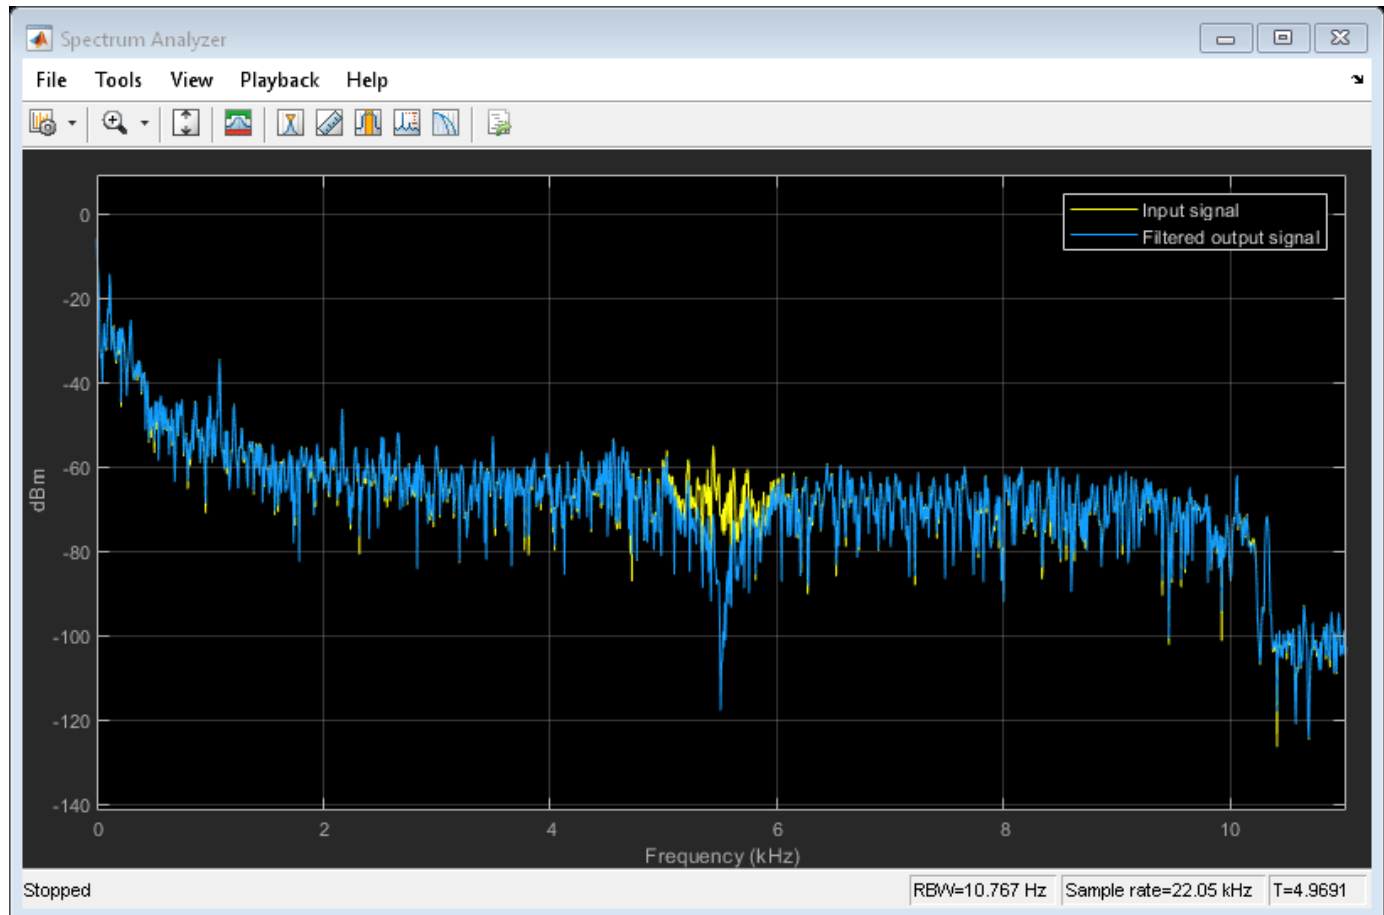 Spectrum Analyzer
File Tools View Playback Help
Input signal
Filtered output signal
0
-20
-40
-60
-80
-100
-120
-140
dBm
0 2 4 6 8 10
Frequency (kHz)
Stopped RBW=10.767 Hz Sample rate=22.05 kHz T=4.9691